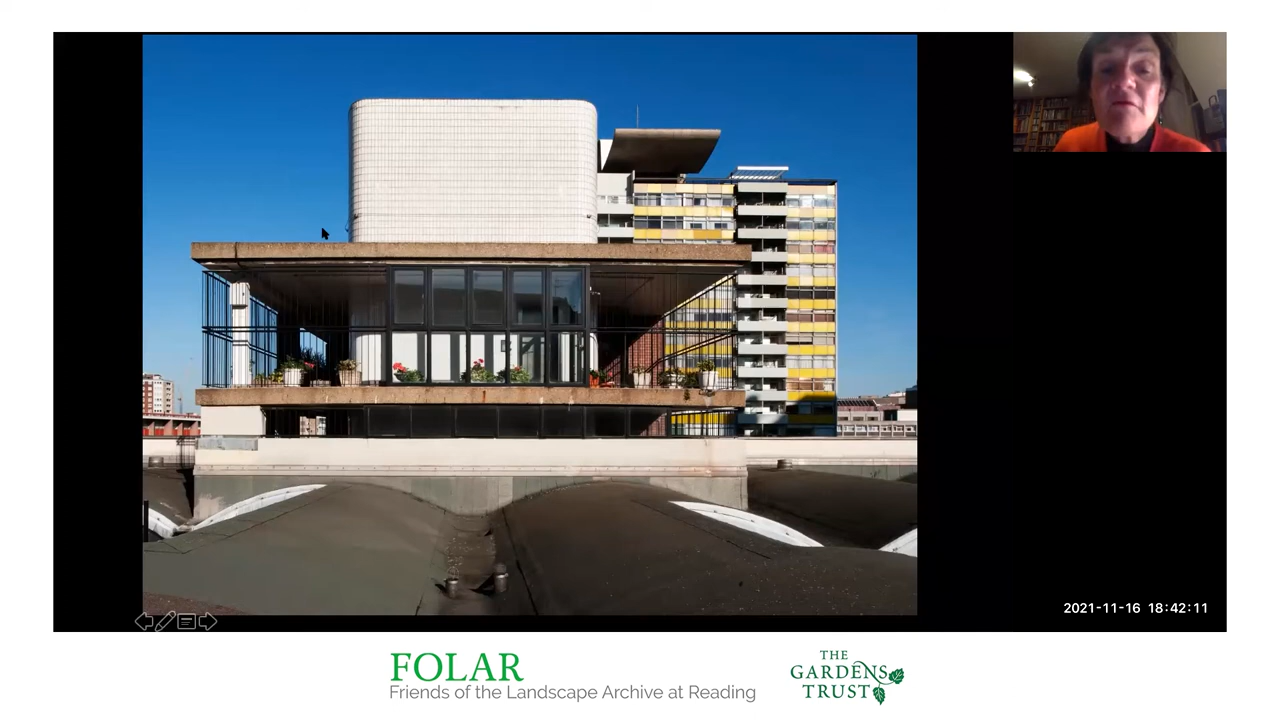 2021-11-16 18:42:11
FOLAR
Friends of the Landscape Archive at Reading
THE
GARDENS
TRUST